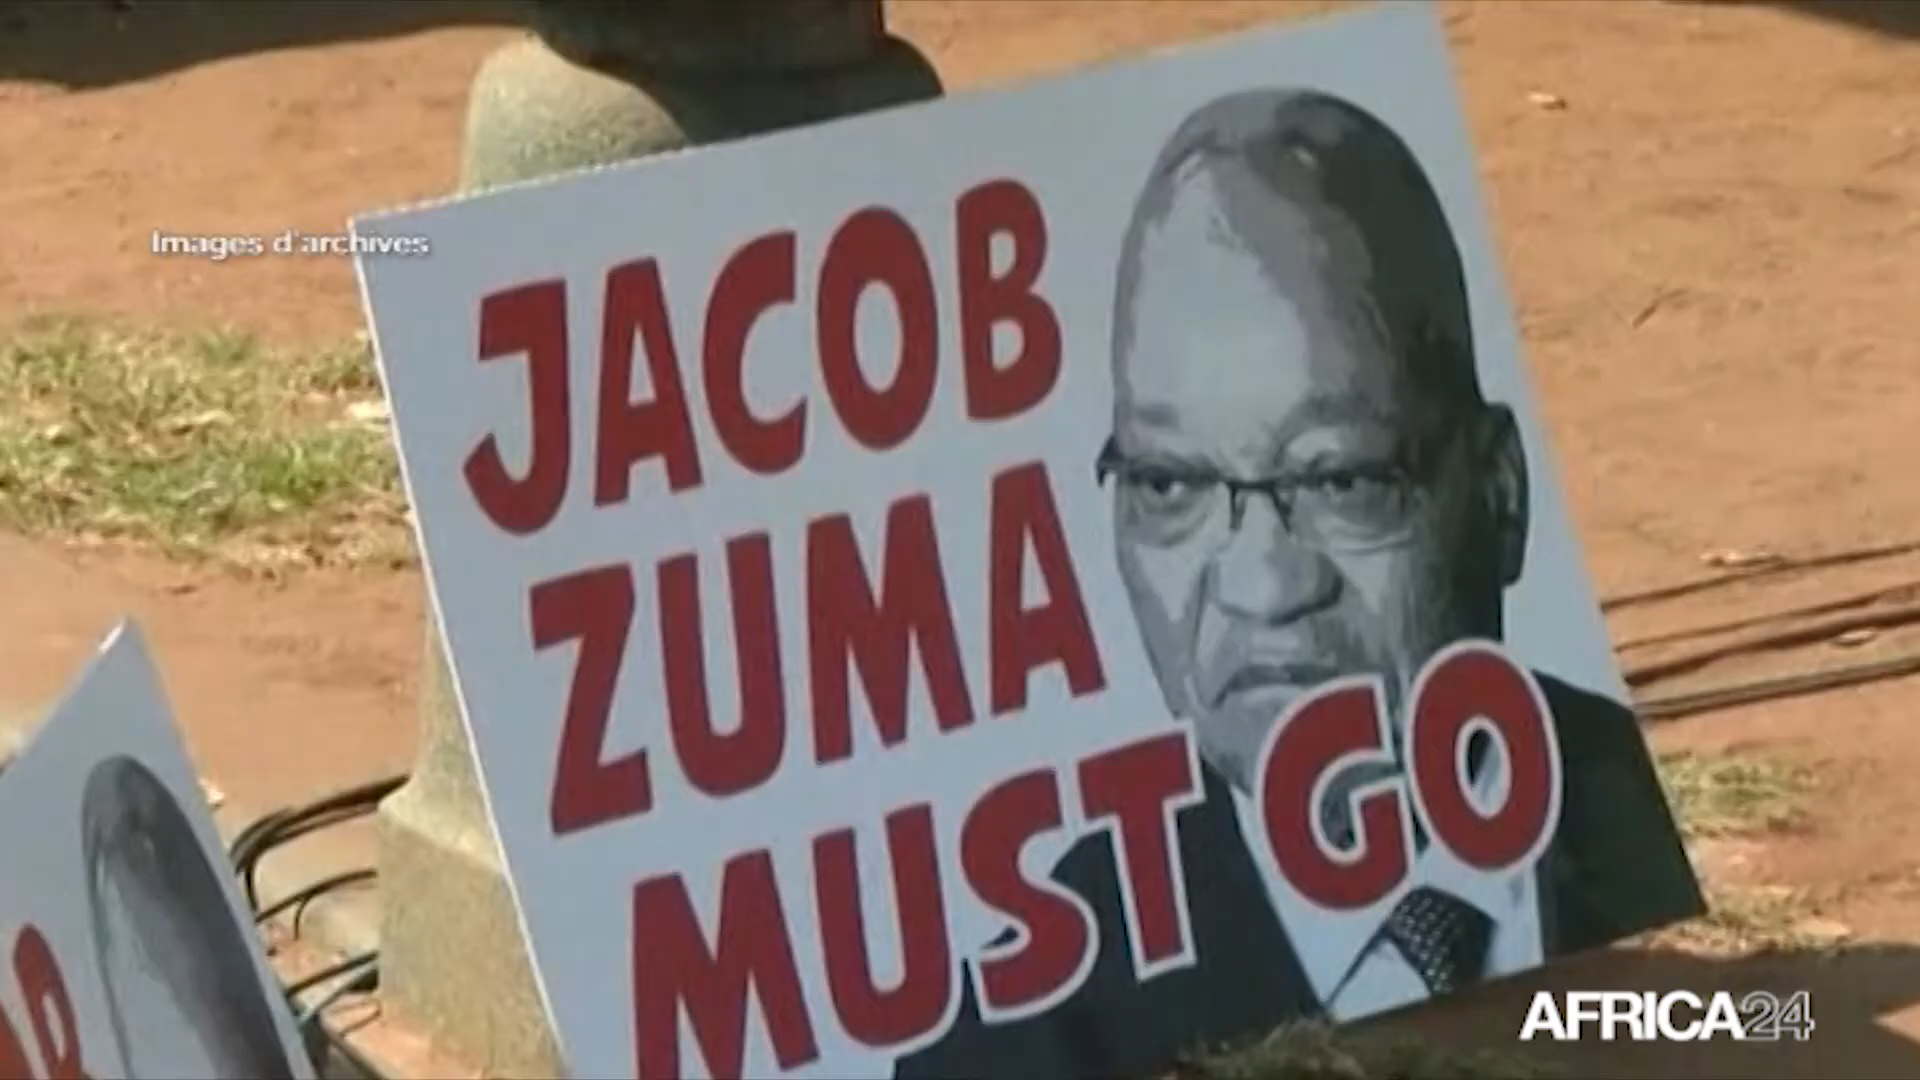 Images d'archives
JACOB
ZUMA
MUST GO
AFRICA24